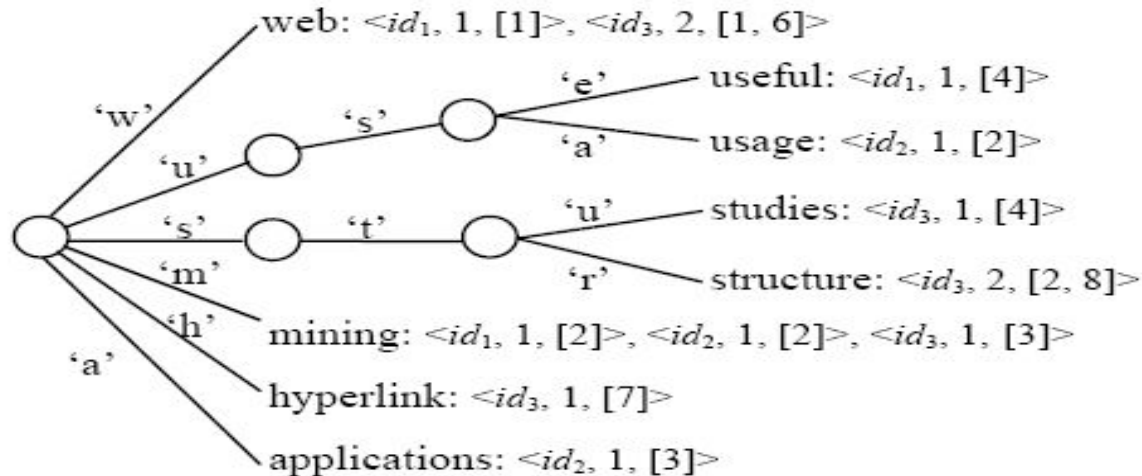 web: <id₁, 1, [1]>, <id₃, 2, [1, 6]>
‘w’
‘e’
useful: <id₁, 1, [4]>
‘s’
‘a’
usage: <id₂, 1, [2]>
‘u’
‘u’
studies: <id₃, 1, [4]>
‘s’
‘t’
‘r’
structure: <id₃, 2, [2, 8]>
‘m’
mining: <id₁, 1, [2]>, <id₂, 1, [2]>, <id₃, 1, [3]>
‘h’
hyperlink: <id₃, 1, [7]>
‘a’
applications: <id₂, 1, [3]>